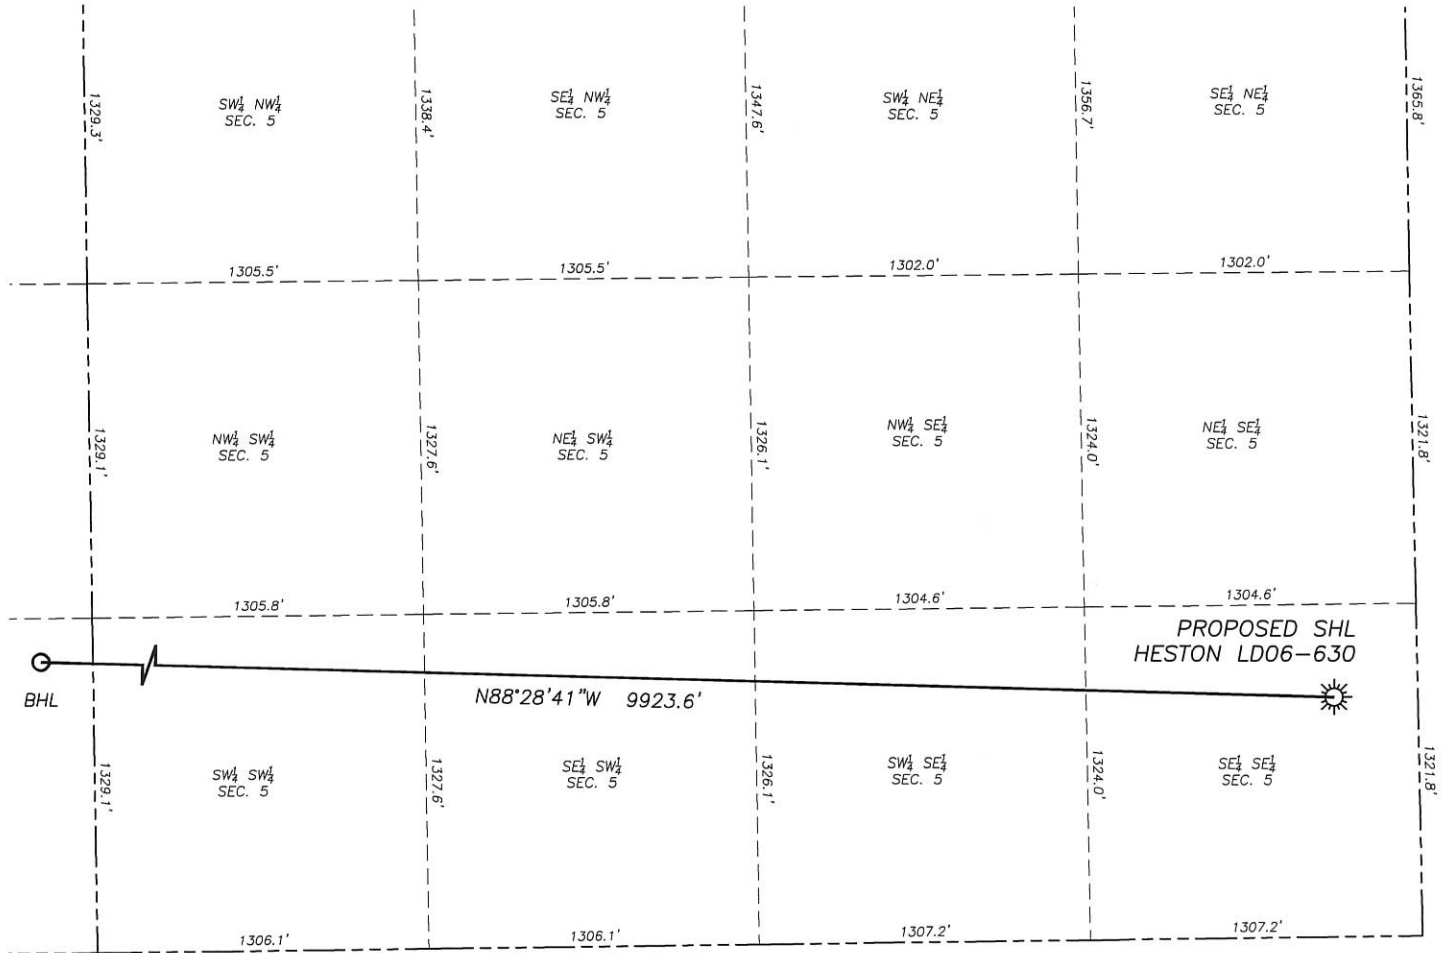 1329.3'
SW¼ NW¼
SEC. 5
1338.4'
SE¼ NW¼
SEC. 5
1347.6'
SW¼ NE¼
SEC. 5
1356.7'
SE¼ NE¼
SEC. 5
1365.8'
1305.5'
1305.5'
1302.0'
1302.0'
1329.1'
NW¼ SW¼
SEC. 5
1327.6'
NE¼ SW¼
SEC. 5
1326.1'
NW¼ SE¼
SEC. 5
1324.0'
NE¼ SE¼
SEC. 5
1321.8'
1305.8'
1305.8'
1304.6'
1304.6'
PROPOSED SHL
HESTON LD06-630
BHL
N88°28'41"W 9923.6'
1329.1'
SW¼ SW¼
SEC. 5
1327.6'
SE¼ SW¼
SEC. 5
1326.1'
SW¼ SE¼
SEC. 5
1324.0'
SE¼ SE¼
SEC. 5
1321.8'
1306.1'
1306.1'
1307.2'
1307.2'